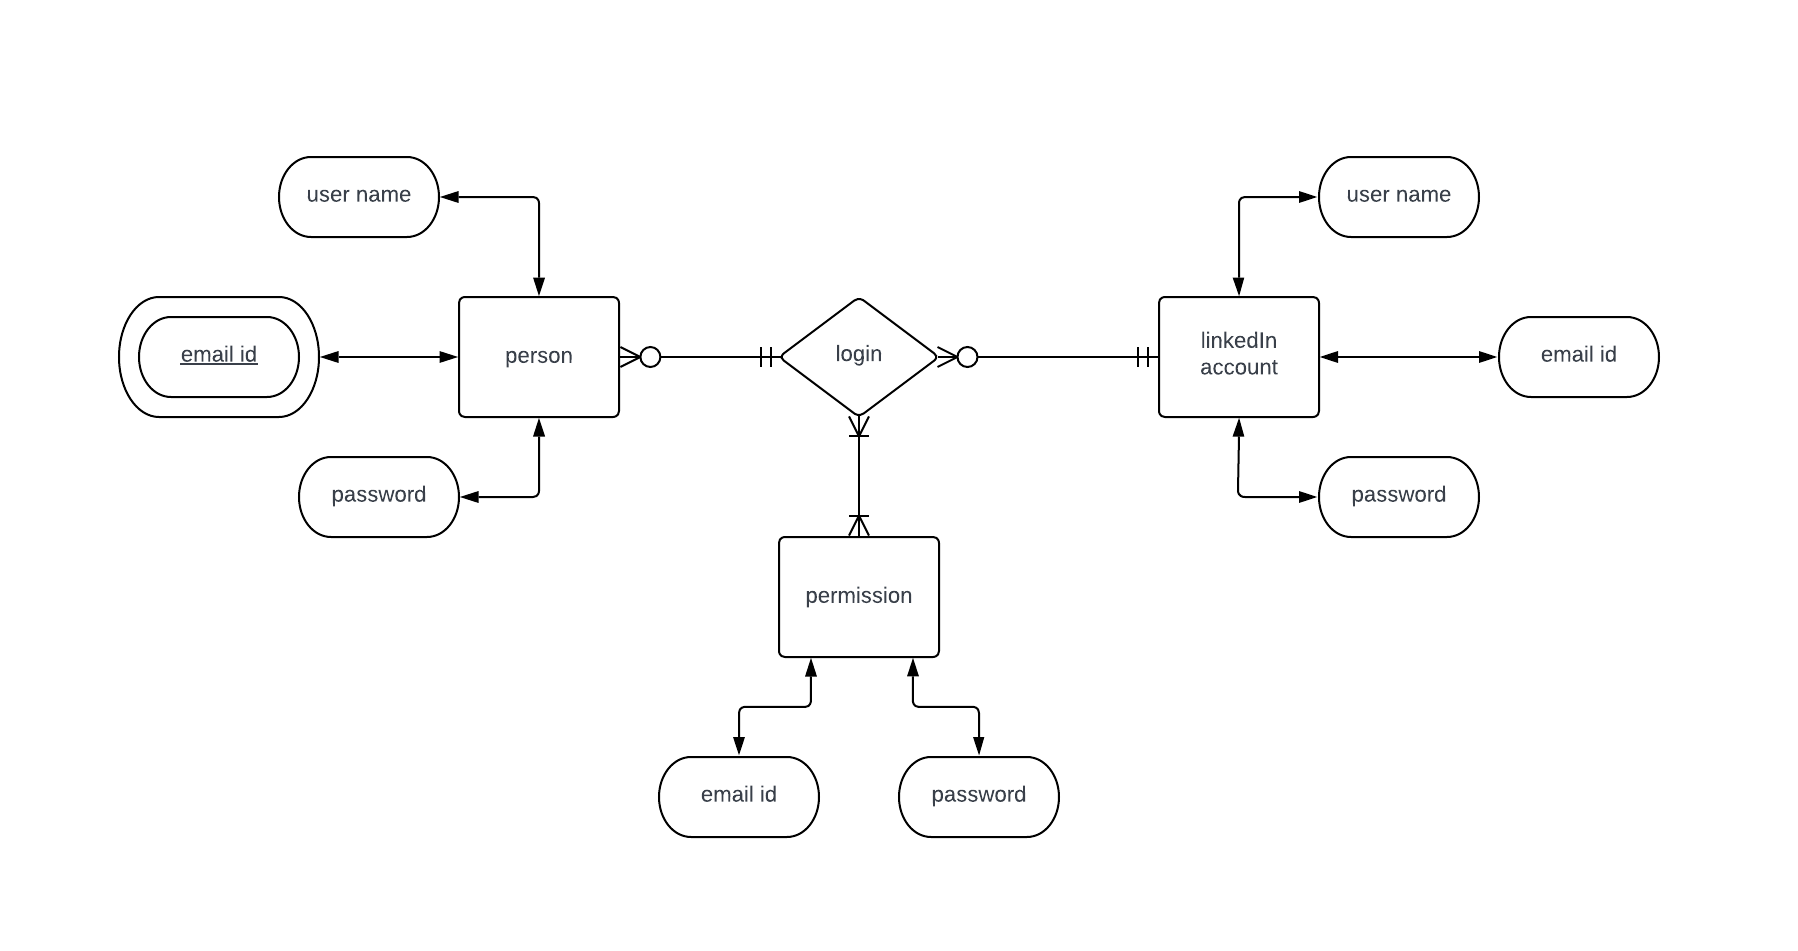 user name
user name
email id
person
login
linkedIn
account
email id
password
password
permission
email id
password